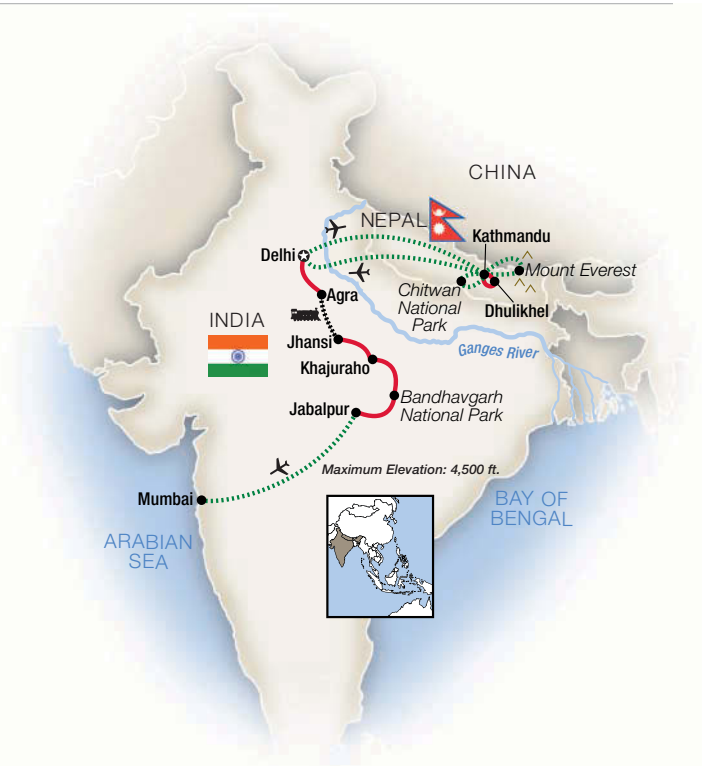 CHINA
NEPAL
Kathmandu
Delhi
Mount Everest
Chitwan
National
Park
Dhulikhel
Agra
INDIA
Jhansi
Ganges River
Khajuraho
Bandhavgarh
National Park
Jabalpur
Maximum Elevation: 4,500 ft.
Mumbai
BAY OF
BENGAL
ARABIAN
SEA